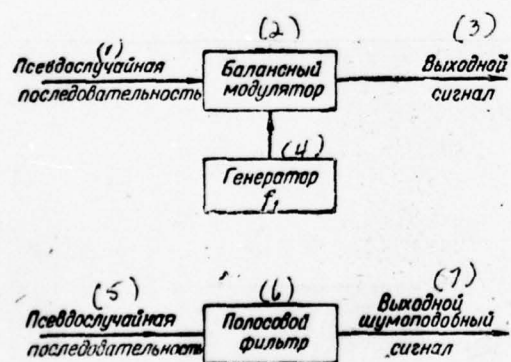 (1)
Псевдослучайная
последовательность
(2)
Балансный
модулятор
(3)
Выходной
сигнал
(4)
Генератор
f₁
(5)
Псевдослучайная
последовательность
(6)
Полосовой
фильтр
(7)
Выходной
шумоподобный
сигнал